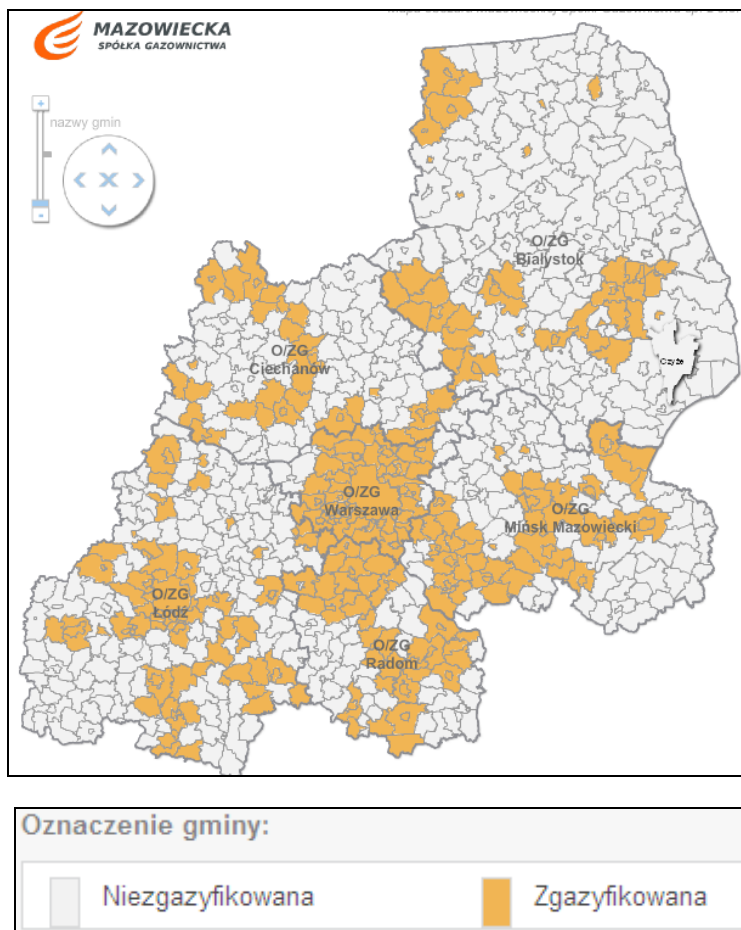 MAZOWIECKA
SPÓŁKA GAZOWNICTWA
nazwy gmin
O/ZG
Białystok
O/ZG
Ciechanów
Czyże
O/ZG
Warszawa
O/ZG
Mińsk Mazowiecki
O/ZG
Łódź
O/ZG
Radom
Oznaczenie gminy:
Niezgazyfikowana
Zgazyfikowana